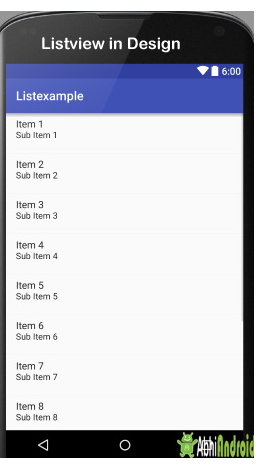 Listview in Design
6:00
Listexample
Item 1
Sub Item 1
Item 2
Sub Item 2
Item 3
Sub Item 3
Item 4
Sub Item 4
Item 5
Sub Item 5
Item 6
Sub Item 6
Item 7
Sub Item 7
Item 8
Sub Item 8
AbhiAndroid